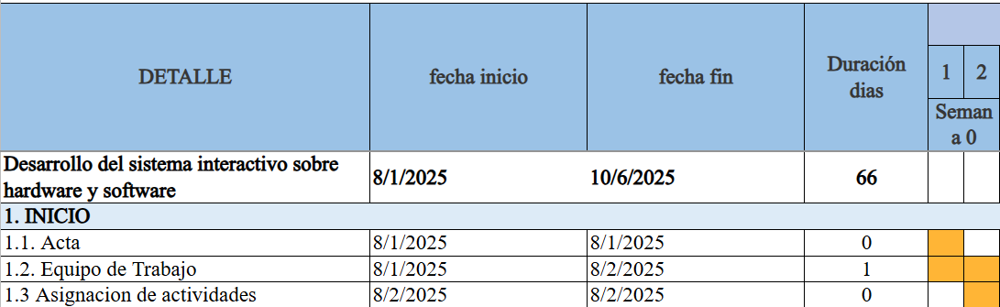 DETALLE fecha inicio fecha fin Duración
dias 1 2
Seman
a 0
Desarrollo del sistema interactivo sobre
hardware y software 8/1/2025 10/6/2025 66
1. INICIO
1.1. Acta 8/1/2025 8/1/2025 0
1.2. Equipo de Trabajo 8/1/2025 8/2/2025 1
1.3 Asignacion de actividades 8/2/2025 8/2/2025 0